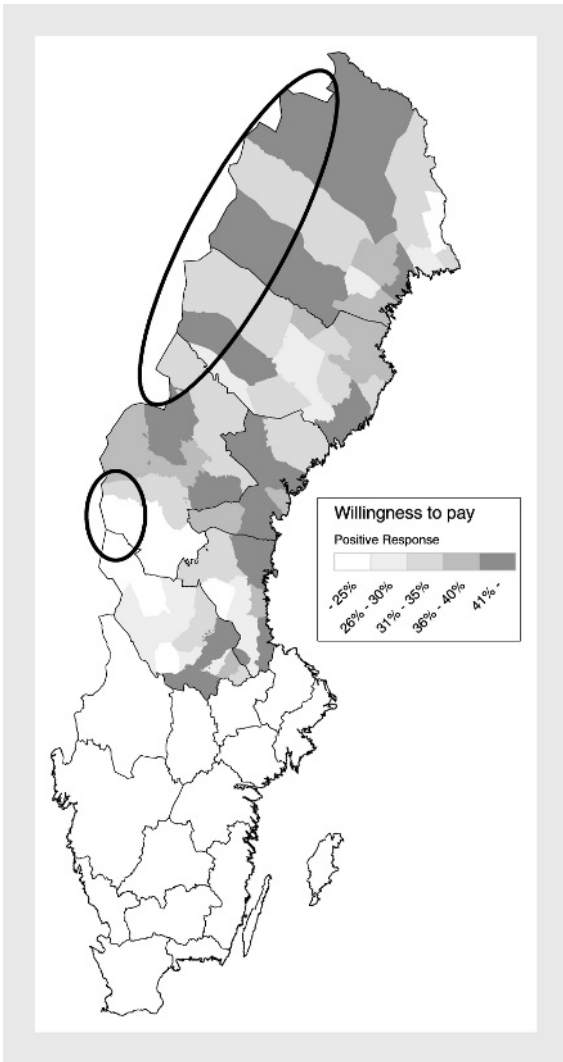 Willingness to pay
Positive Response
- 25%
26% - 30%
31% - 35%
36% - 40%
41% -